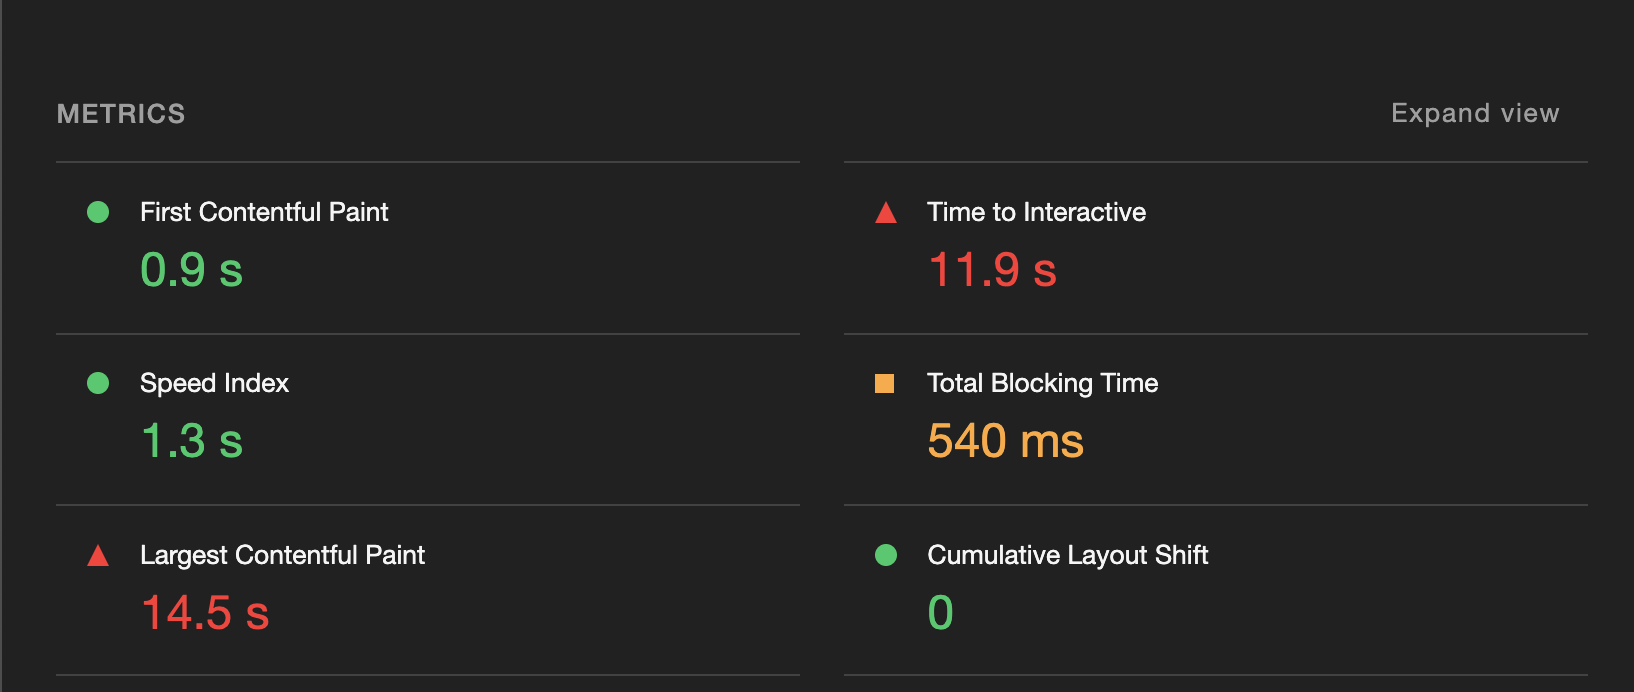 METRICS
Expand view
First Contentful Paint
0.9 s
Time to Interactive
11.9 s
Speed Index
1.3 s
Total Blocking Time
540 ms
Largest Contentful Paint
14.5 s
Cumulative Layout Shift
0